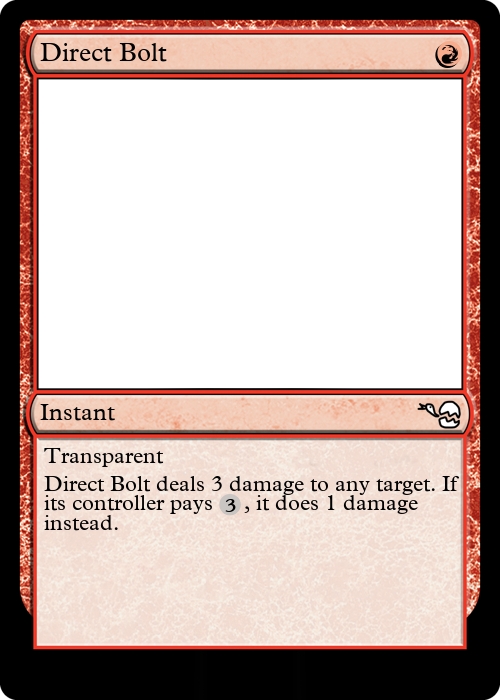 Direct Bolt
Instant
Transparent
Direct Bolt deals 3 damage to any target. If
its controller pays 3, it does 1 damage
instead.